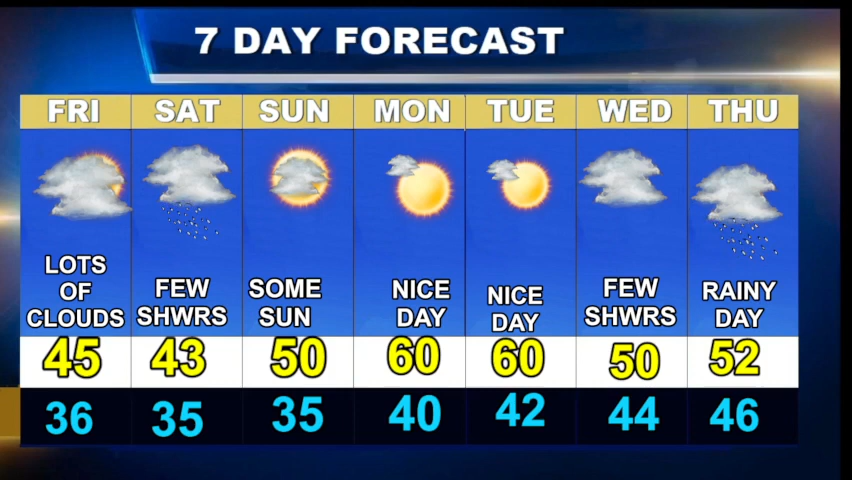 7 DAY FORECAST
FRI SAT SUN MON TUE WED THU
LOTS
OF
CLOUDS
FEW
SHWRS
SOME
SUN
NICE
DAY
NICE
DAY
FEW
SHWRS
RAINY
DAY
45 43 50 60 60 50 52
36 35 35 40 42 44 46